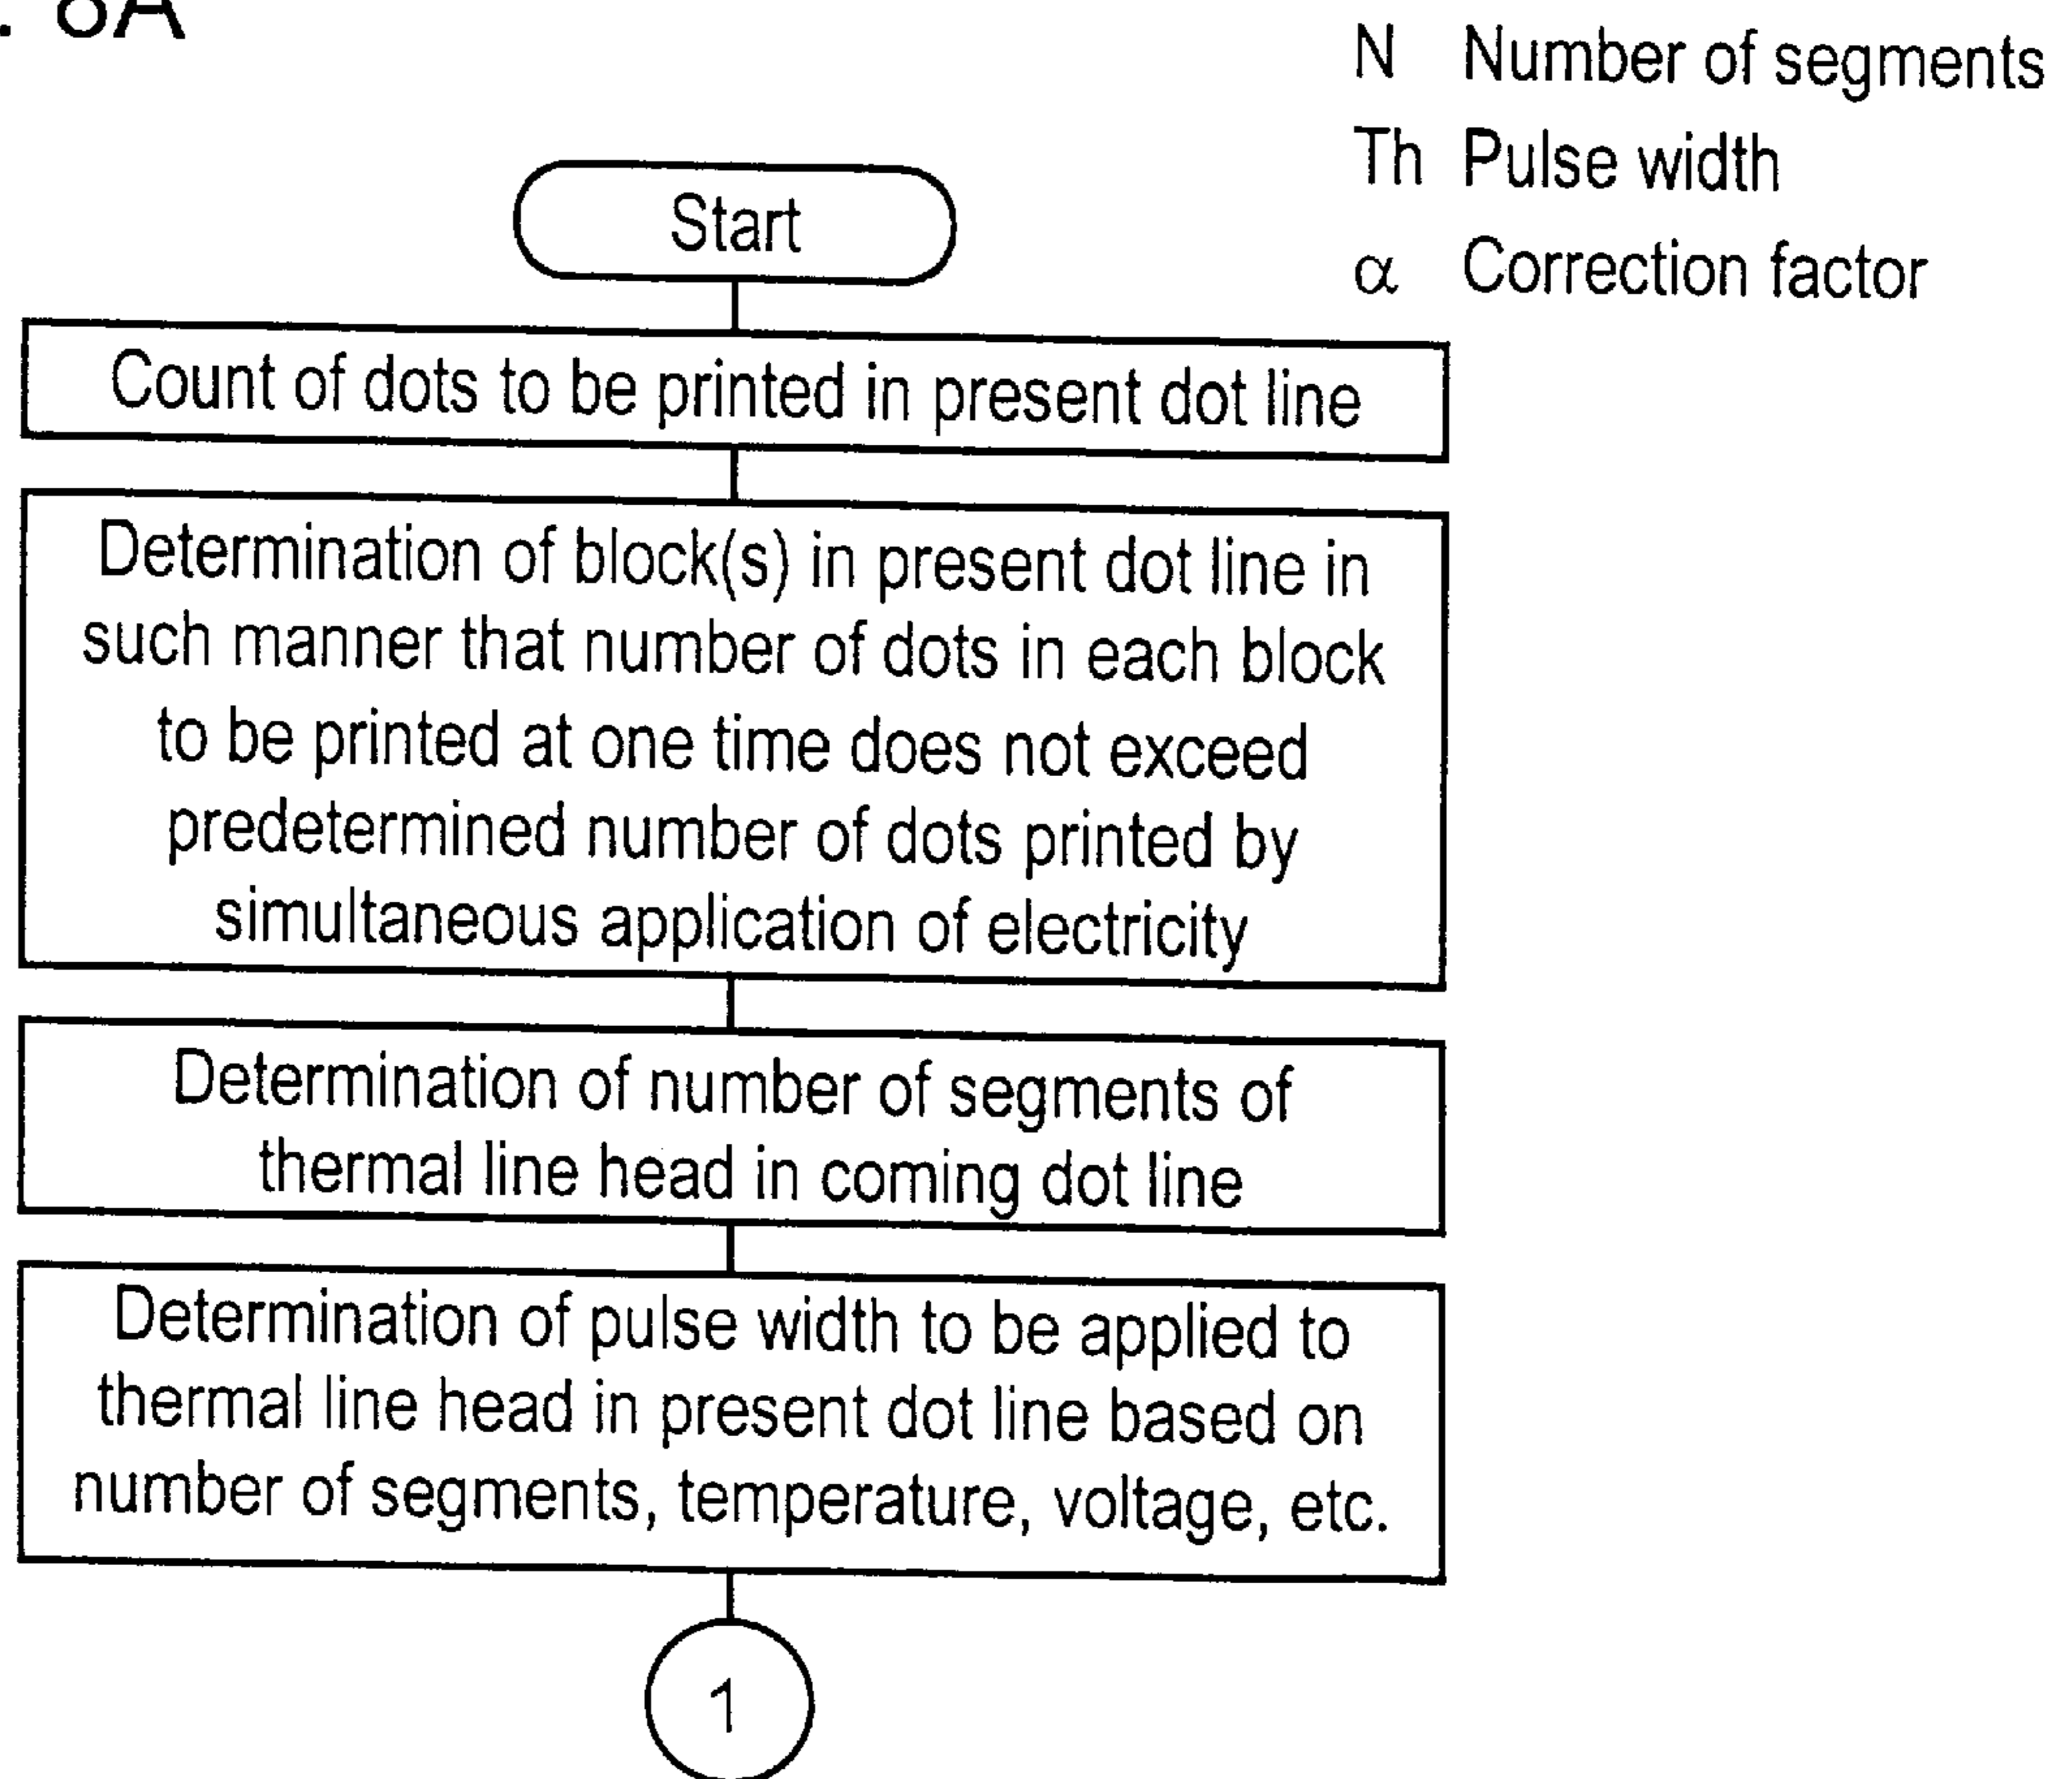 N Number of segments
Th Pulse width
α Correction factor
Start
Count of dots to be printed in present dot line
Determination of block(s) in present dot line in
such manner that number of dots in each block
to be printed at one time does not exceed
predetermined number of dots printed by
simultaneous application of electricity
Determination of number of segments of
thermal line head in coming dot line
Determination of pulse width to be applied to
thermal line head in present dot line based on
number of segments, temperature, voltage, etc.
1